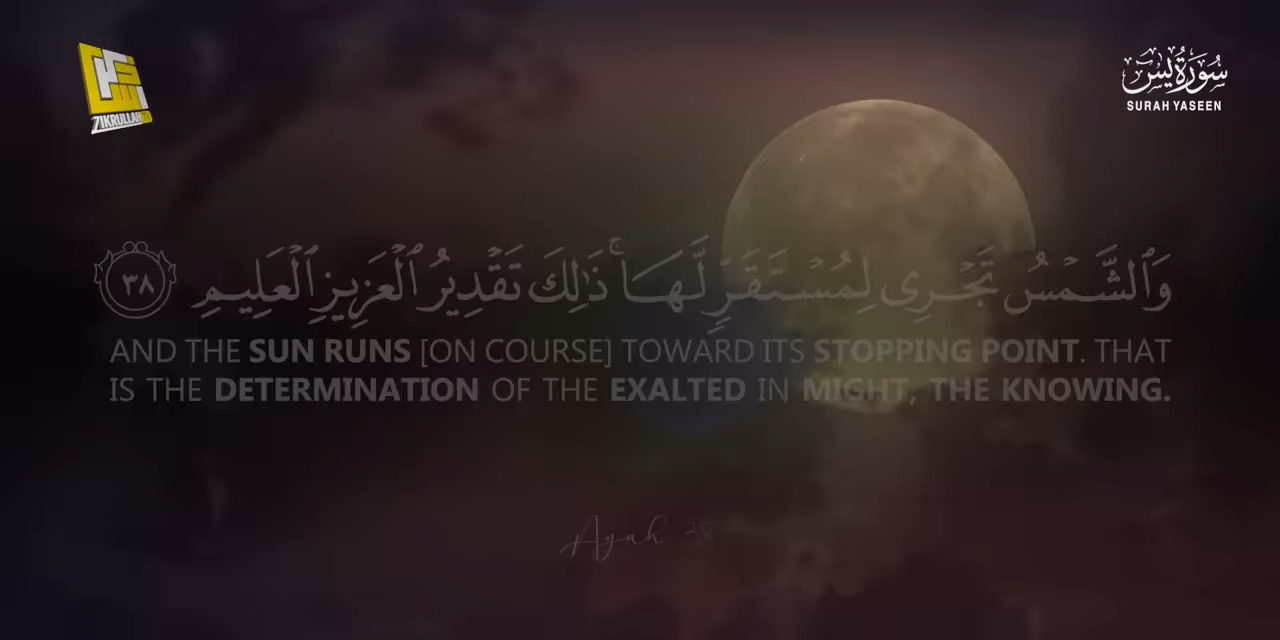 ZIKRULLAH
سُورَةُ يٰسٓ
SURAH YASEEN
وَٱلشَّمْسُ تَجْرِى لِمُسْتَقَرٍّ لَّهَا ۚ ذَٰلِكَ تَقْدِيرُ ٱلْعَزِيزِ ٱلْعَلِيمِ ٣٨
AND THE SUN RUNS [ON COURSE] TOWARD ITS STOPPING POINT. THAT
IS THE DETERMINATION OF THE EXALTED IN MIGHT, THE KNOWING.
Ayah 38